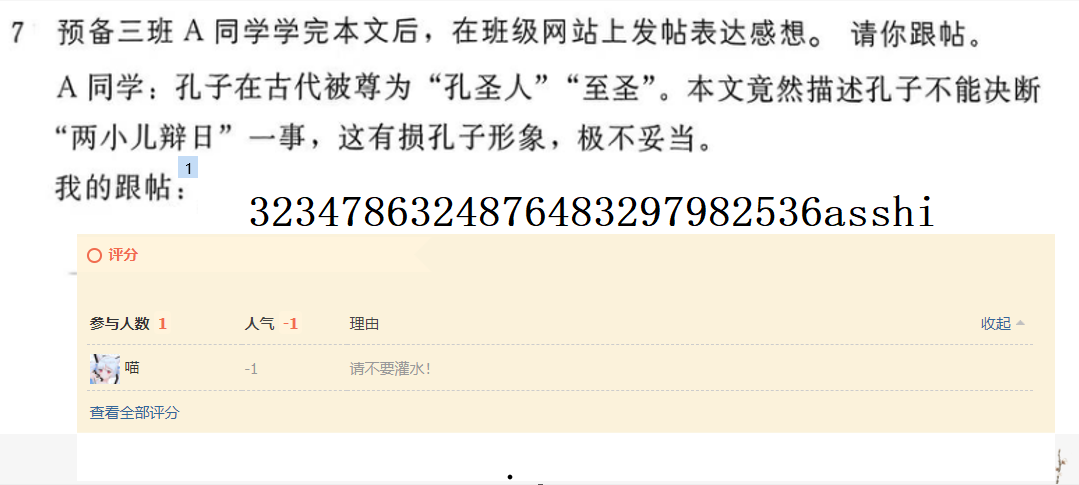 7 预备三班 A 同学学完本文后，在班级网站上发帖表达感想。 请你跟帖。
A 同学：孔子在古代被尊为“孔圣人”“至圣”。本文竟然描述孔子不能决断
“两小儿辩日”一事，这有损孔子形象，极不妥当。
1
我的跟帖：
3234786324876483297982536asshi
评分
参与人数 1 人气 -1 理由 收起
喵 -1 请不要灌水！
查看全部评分